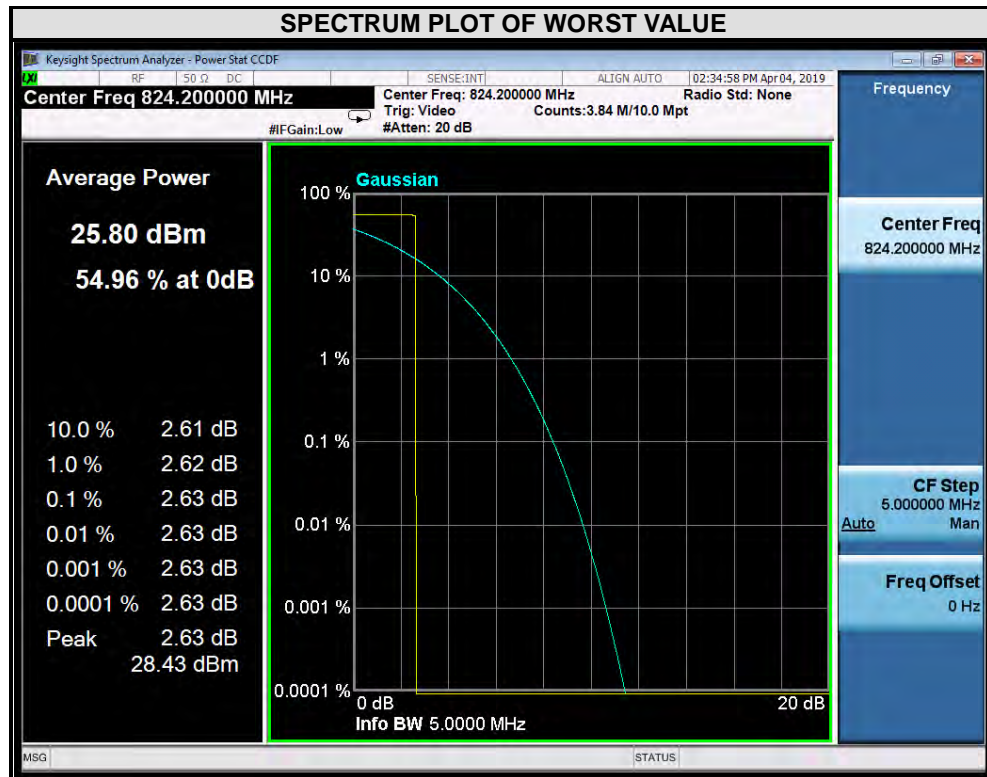 SPECTRUM PLOT OF WORST VALUE
Keysight Spectrum Analyzer - Power Stat CCDF
LXI RF 50 Ω DC SENSE:INT ALIGN AUTO 02:34:58 PM Apr 04, 2019
Center Freq 824.200000 MHz
Center Freq: 824.200000 MHz Radio Std: None
Trig: Video Counts:3.84 M/10.0 Mpt
#IFGain:Low #Atten: 20 dB
Frequency
Average Power
25.80 dBm
54.96 % at 0dB
10.0 % 2.61 dB
1.0 % 2.62 dB
0.1 % 2.63 dB
0.01 % 2.63 dB
0.001 % 2.63 dB
0.0001 % 2.63 dB
Peak 2.63 dB
28.43 dBm
Gaussian
100 %
10 %
1 %
0.1 %
0.01 %
0.001 %
0.0001 %
0 dB 20 dB
Info BW 5.0000 MHz
Center Freq
824.200000 MHz
CF Step
5.000000 MHz
Auto Man
Freq Offset
0 Hz
MSG STATUS